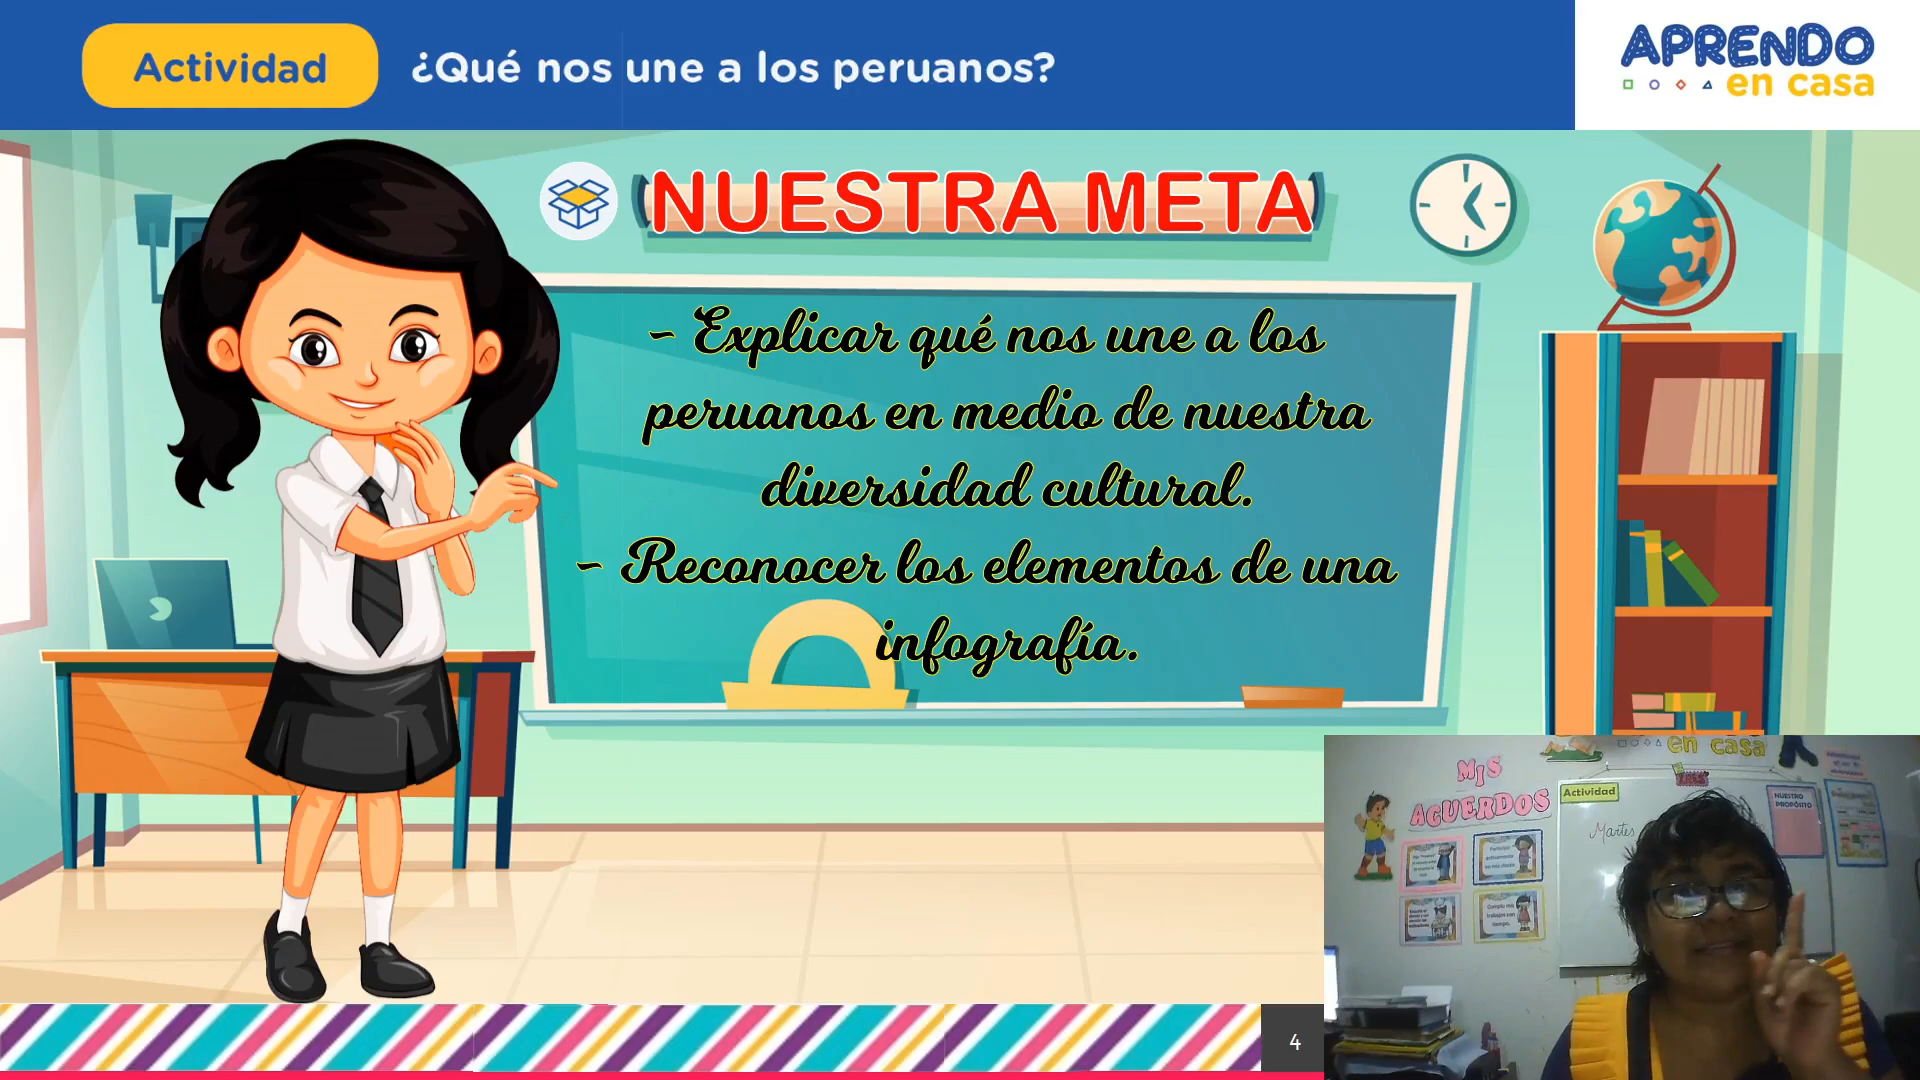 Actividad
¿Qué nos une a los peruanos?
APRENDO
en casa
NUESTRA META
- Explicar qué nos une a los
peruanos en medio de nuestra
diversidad cultural.
- Reconocer los elementos de una
infografía.
4
en casa
MIS
ACUERDOS
Actividad
Martes
NUESTRO
PROPÓSITO